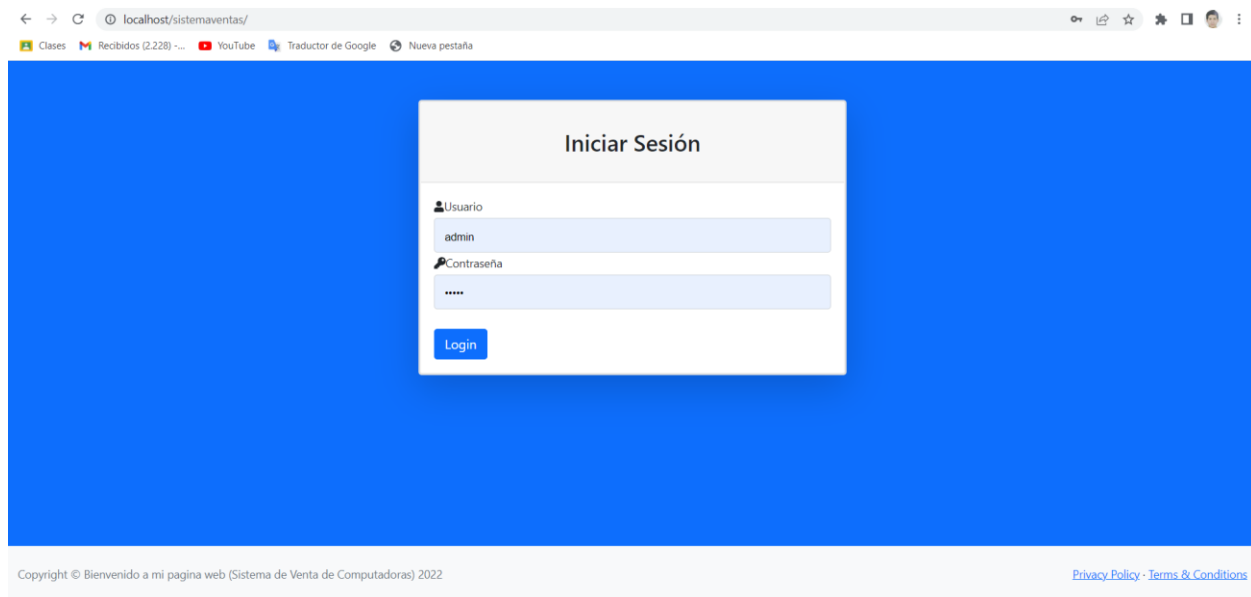 localhost/sistemaventas/
Clases Recibidos (2.228) -... YouTube Traductor de Google Nueva pestaña
Iniciar Sesión
Usuario
admin
Contraseña
•••••
Login
Copyright © Bienvenido a mi pagina web (Sistema de Venta de Computadoras) 2022 Privacy Policy · Terms & Conditions